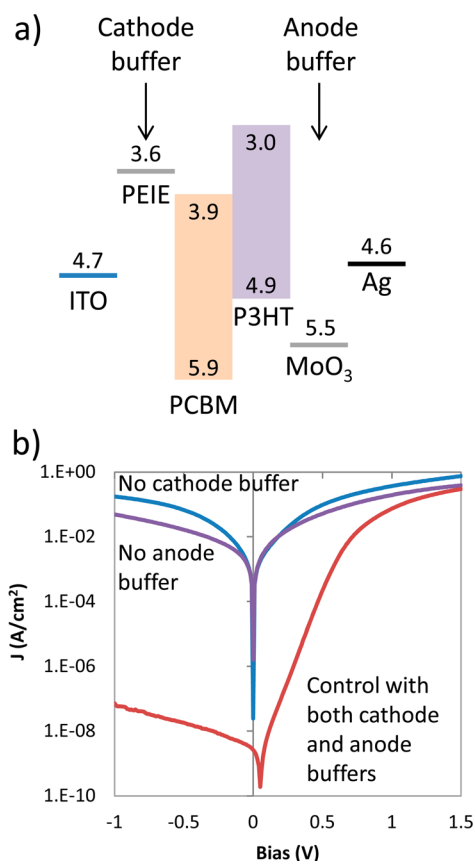 a)
Cathode
buffer
Anode
buffer
3.6
PEIE
3.0
3.9
4.7
ITO
4.9
P3HT
4.6
Ag
5.5
MoO₃
5.9
PCBM
b)
1.E+00
1.E-02
1.E-04
1.E-06
1.E-08
1.E-10
J (A/cm²)
No cathode buffer
No anode
buffer
Control with
both cathode
and anode
buffers
-1 -0.5 0 0.5 1 1.5
Bias (V)